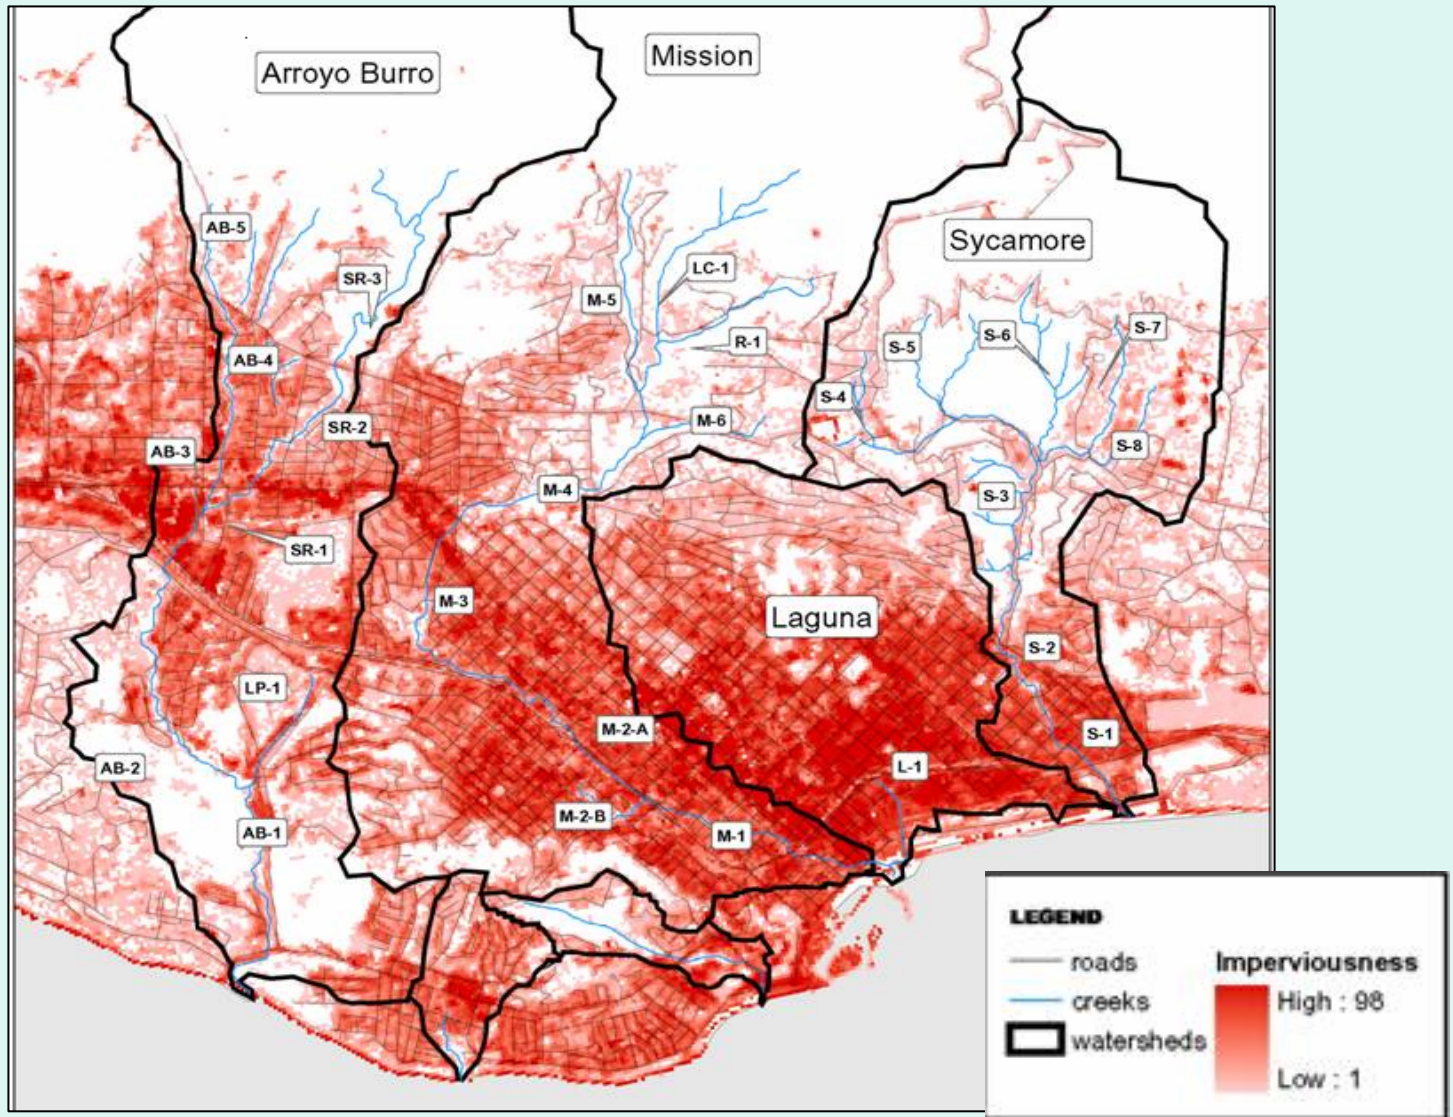 Arroyo Burro
Mission
Sycamore
AB-5
SR-3
LC-1
M-5
R-1
S-5
S-6
S-7
AB-4
S-4
SR-2
M-6
AB-3
S-8
M-4
S-3
SR-1
M-3
Laguna
S-2
LP-1
M-2-A
S-1
AB-2
L-1
M-2-B
AB-1
M-1
LEGEND
roads
creeks
watersheds
Imperviousness
High : 98
Low : 1